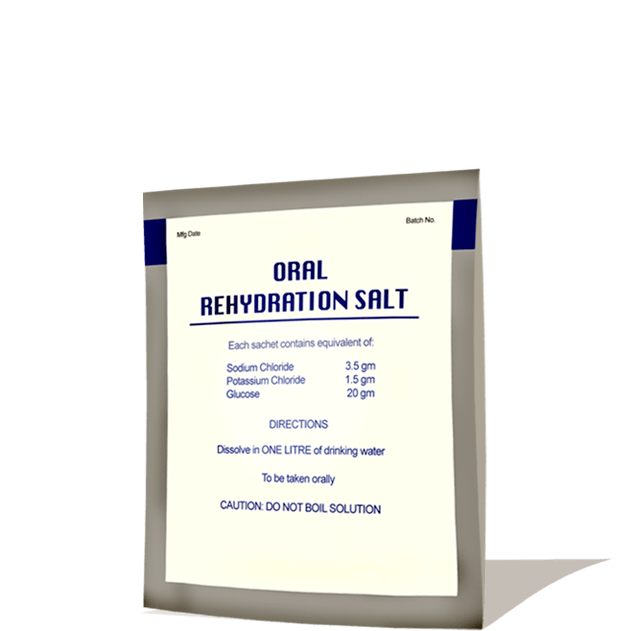 Mfg Date
Batch No.
ORAL
REHYDRATION SALT
Each sachet contains equivalent of:
Sodium Chloride 3.5 gm
Potassium Chloride 1.5 gm
Glucose 20 gm
DIRECTIONS
Dissolve in ONE LITRE of drinking water
To be taken orally
CAUTION: DO NOT BOIL SOLUTION